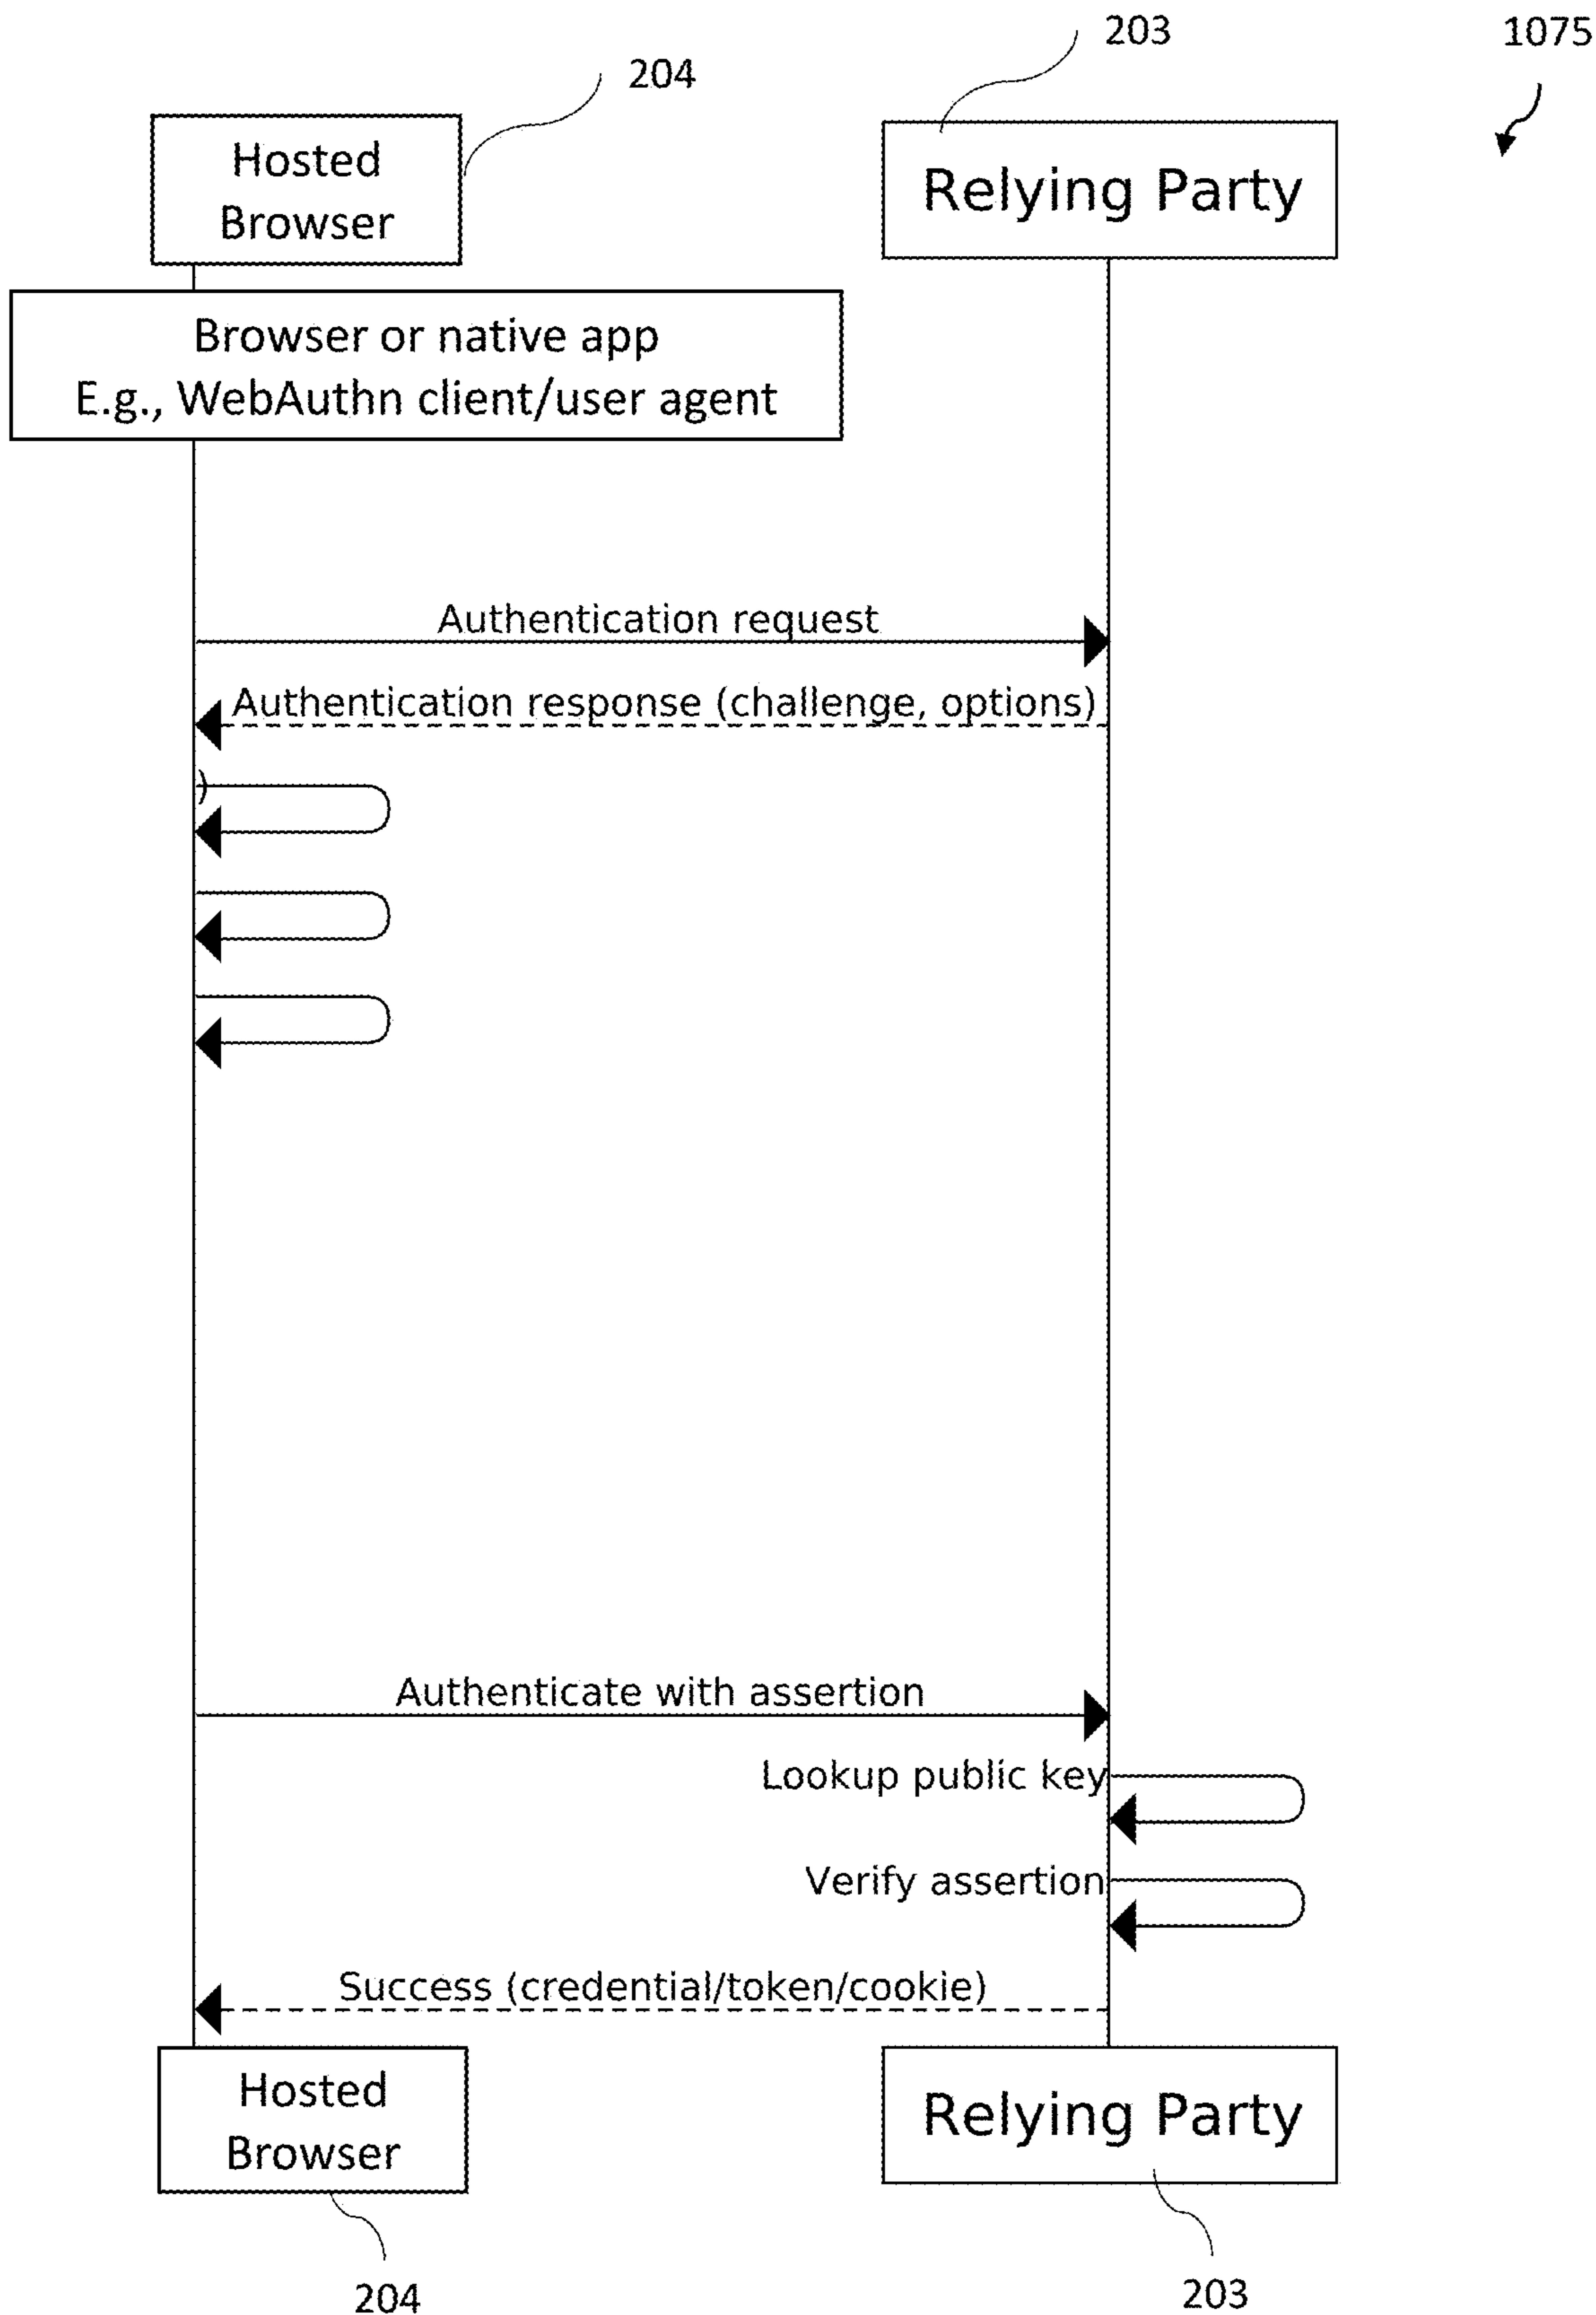 203
1075
204
Hosted
Browser
Relying Party
Browser or native app
E.g., WebAuthn client/user agent
Authentication request
Authentication response (challenge, options)
)
Authenticate with assertion
Lookup public key
Verify assertion
Success (credential/token/cookie)
Hosted
Browser
Relying Party
204
203